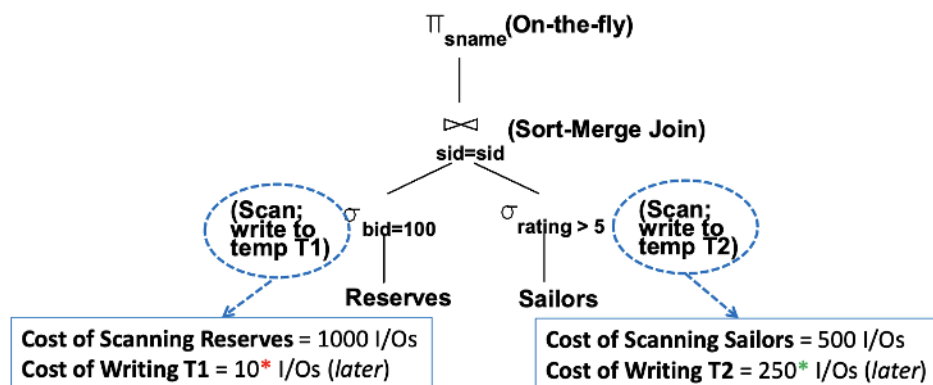 π sname (On-the-fly)
⋈ (Sort-Merge Join)
sid=sid
(Scan;
write to
temp T1)
σ bid=100
σ rating > 5
(Scan;
write to
temp T2)
Reserves
Sailors
Cost of Scanning Reserves = 1000 I/Os
Cost of Writing T1 = 10* I/Os (later)
Cost of Scanning Sailors = 500 I/Os
Cost of Writing T2 = 250* I/Os (later)